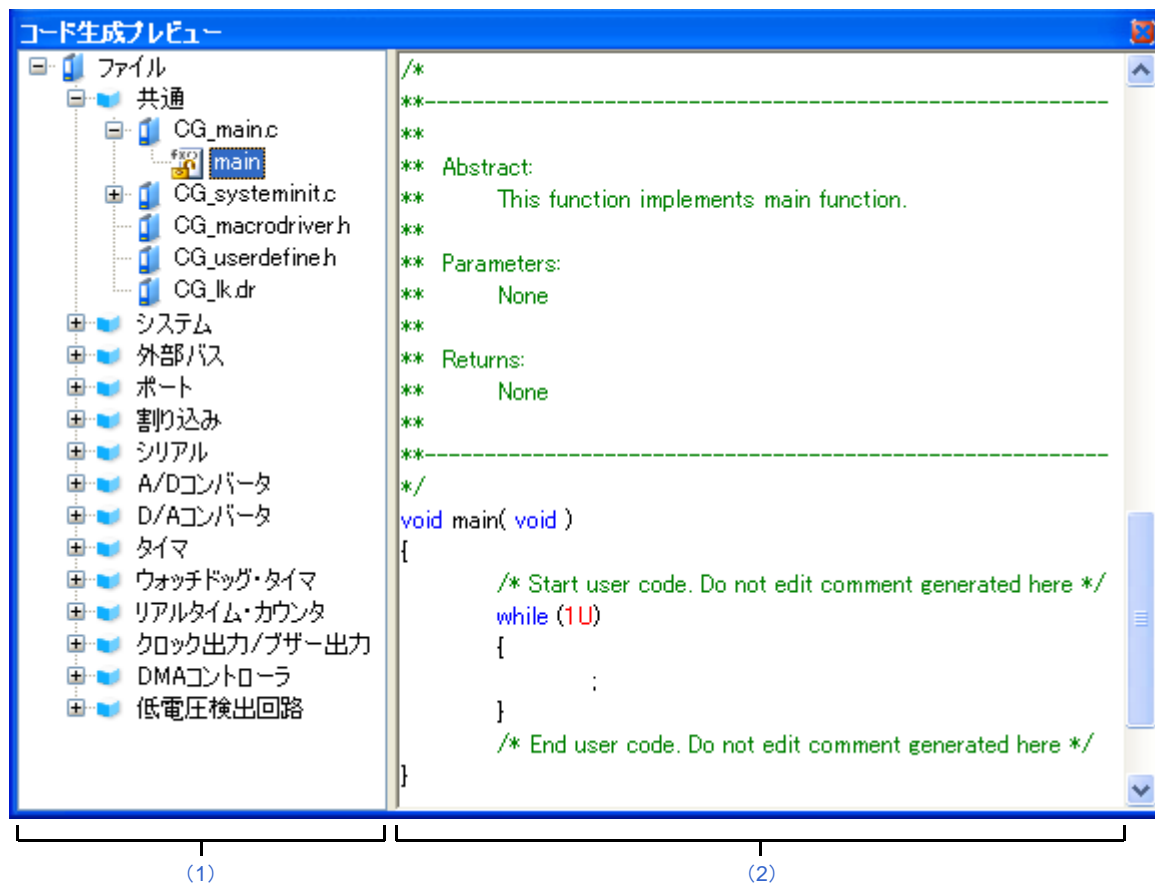 コード生成プレビュー
ファイル
共通
CG_main.c
main
CG_systeminit.c
CG_macrodriver.h
CG_userdefine.h
CG_lk.dr
システム
外部バス
ポート
割り込み
シリアル
A/Dコンバータ
D/Aコンバータ
タイマ
ウォッチドッグ・タイマ
リアルタイム・カウンタ
クロック出力/ブザー出力
DMAコントローラ
低電圧検出回路
/*
**---------------------------------------------------------
**
** Abstract:
** This function implements main function.
**
** Parameters:
** None
**
** Returns:
** None
**
**---------------------------------------------------------
*/
void main( void )
{
/* Start user code. Do not edit comment generated here */
while (1U)
{
;
}
/* End user code. Do not edit comment generated here */
}
(1)
(2)